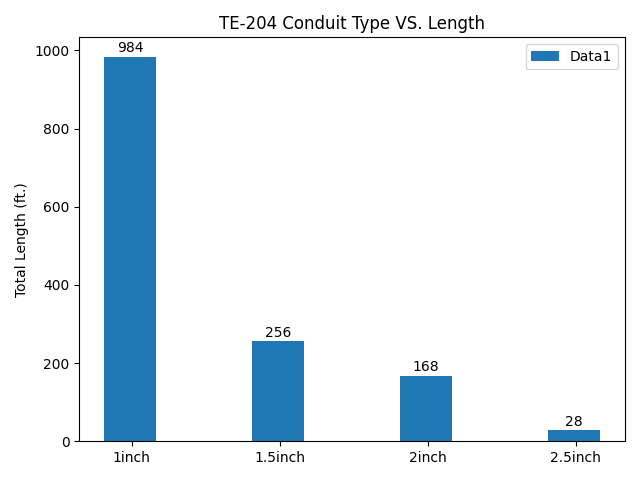 TE-204 Conduit Type VS. Length
Data1
Total Length (ft.)
1000
800
600
400
200
0
984
256
168
28
1inch
1.5inch
2inch
2.5inch